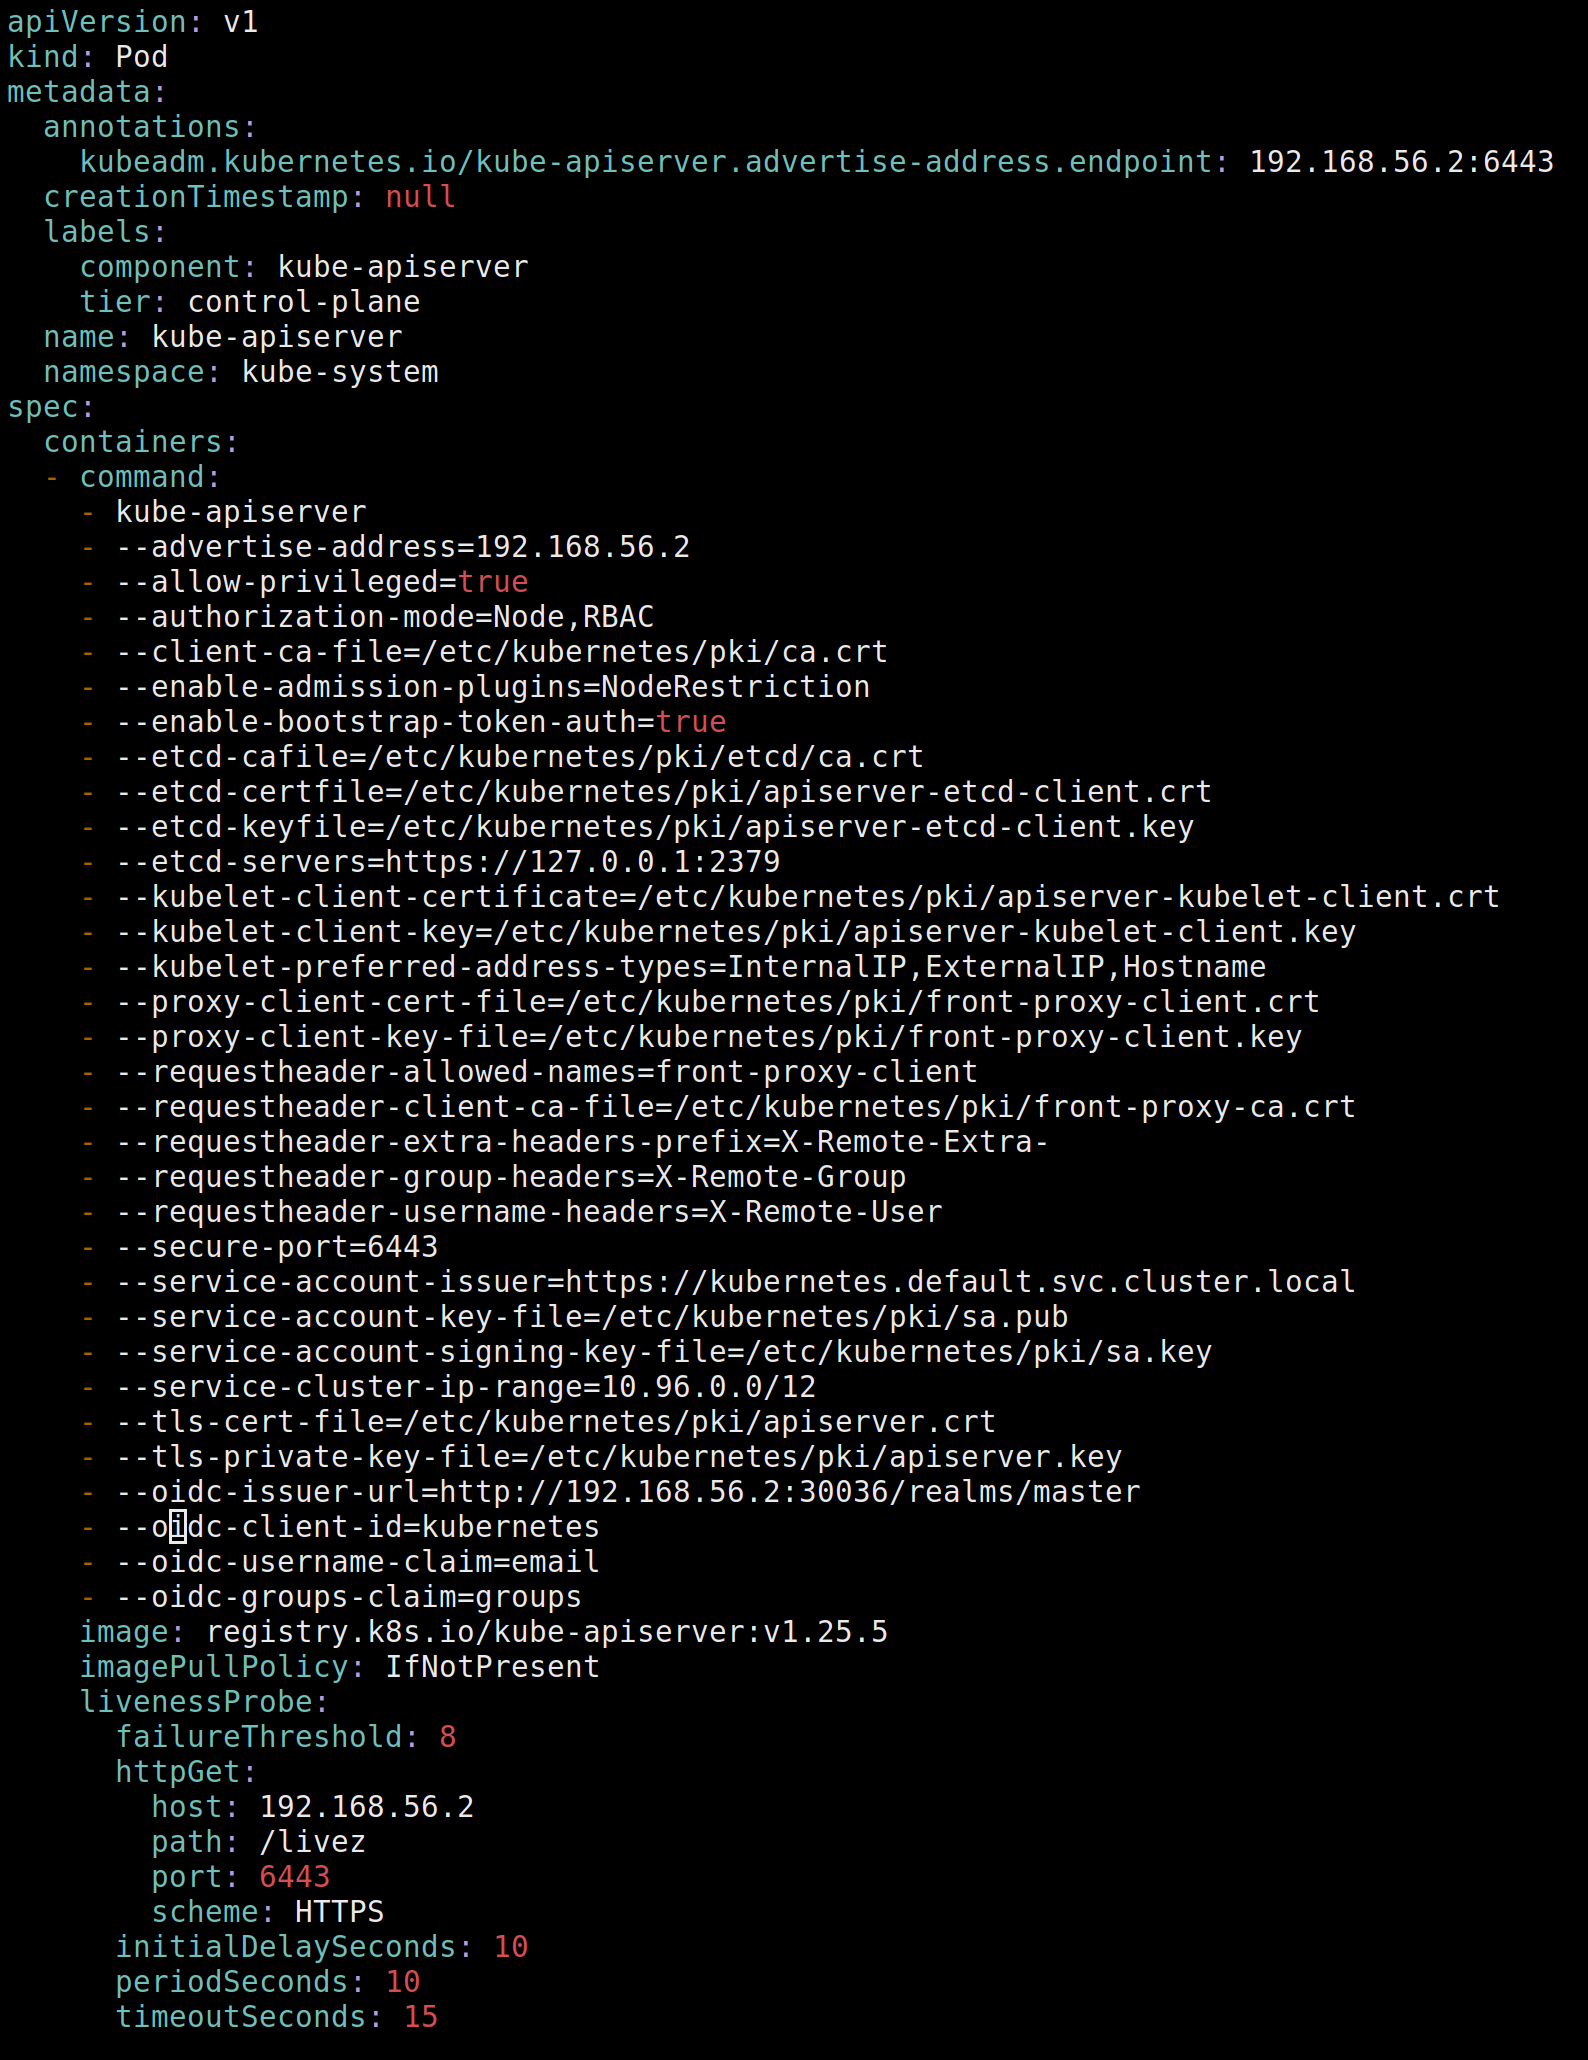 apiVersion: v1
kind: Pod
metadata:
  annotations:
    kubeadm.kubernetes.io/kube-apiserver.advertise-address.endpoint: 192.168.56.2:6443
  creationTimestamp: null
  labels:
    component: kube-apiserver
    tier: control-plane
  name: kube-apiserver
  namespace: kube-system
spec:
  containers:
  - command:
    - kube-apiserver
    - --advertise-address=192.168.56.2
    - --allow-privileged=true
    - --authorization-mode=Node,RBAC
    - --client-ca-file=/etc/kubernetes/pki/ca.crt
    - --enable-admission-plugins=NodeRestriction
    - --enable-bootstrap-token-auth=true
    - --etcd-cafile=/etc/kubernetes/pki/etcd/ca.crt
    - --etcd-certfile=/etc/kubernetes/pki/apiserver-etcd-client.crt
    - --etcd-keyfile=/etc/kubernetes/pki/apiserver-etcd-client.key
    - --etcd-servers=https://127.0.0.1:2379
    - --kubelet-client-certificate=/etc/kubernetes/pki/apiserver-kubelet-client.crt
    - --kubelet-client-key=/etc/kubernetes/pki/apiserver-kubelet-client.key
    - --kubelet-preferred-address-types=InternalIP,ExternalIP,Hostname
    - --proxy-client-cert-file=/etc/kubernetes/pki/front-proxy-client.crt
    - --proxy-client-key-file=/etc/kubernetes/pki/front-proxy-client.key
    - --requestheader-allowed-names=front-proxy-client
    - --requestheader-client-ca-file=/etc/kubernetes/pki/front-proxy-ca.crt
    - --requestheader-extra-headers-prefix=X-Remote-Extra-
    - --requestheader-group-headers=X-Remote-Group
    - --requestheader-username-headers=X-Remote-User
    - --secure-port=6443
    - --service-account-issuer=https://kubernetes.default.svc.cluster.local
    - --service-account-key-file=/etc/kubernetes/pki/sa.pub
    - --service-account-signing-key-file=/etc/kubernetes/pki/sa.key
    - --service-cluster-ip-range=10.96.0.0/12
    - --tls-cert-file=/etc/kubernetes/pki/apiserver.crt
    - --tls-private-key-file=/etc/kubernetes/pki/apiserver.key
    - --oidc-issuer-url=http://192.168.56.2:30036/realms/master
    - --oidc-client-id=kubernetes
    - --oidc-username-claim=email
    - --oidc-groups-claim=groups
    image: registry.k8s.io/kube-apiserver:v1.25.5
    imagePullPolicy: IfNotPresent
    livenessProbe:
      failureThreshold: 8
      httpGet:
        host: 192.168.56.2
        path: /livez
        port: 6443
        scheme: HTTPS
      initialDelaySeconds: 10
      periodSeconds: 10
      timeoutSeconds: 15